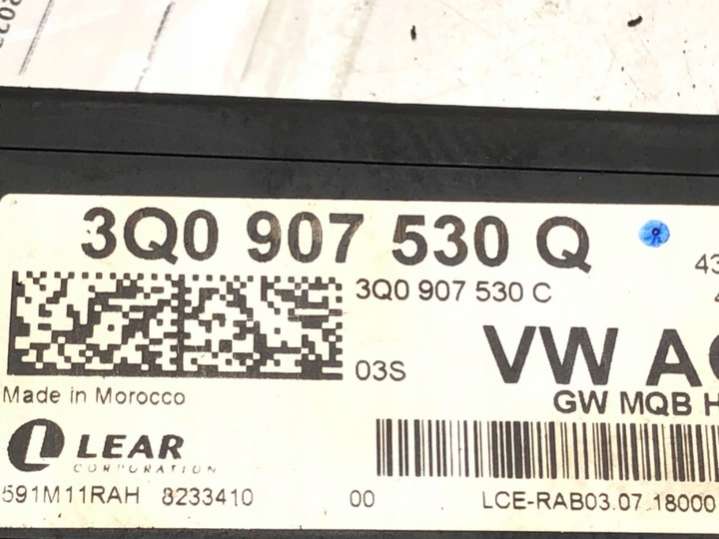 3Q0 907 530 Q
43
3Q0 907 530 C
03S
VW A
GW MQB H
Made in Morocco
LEAR
CORPORATION
591M11RAH 8233410 00 LCE-RAB03.07.18000